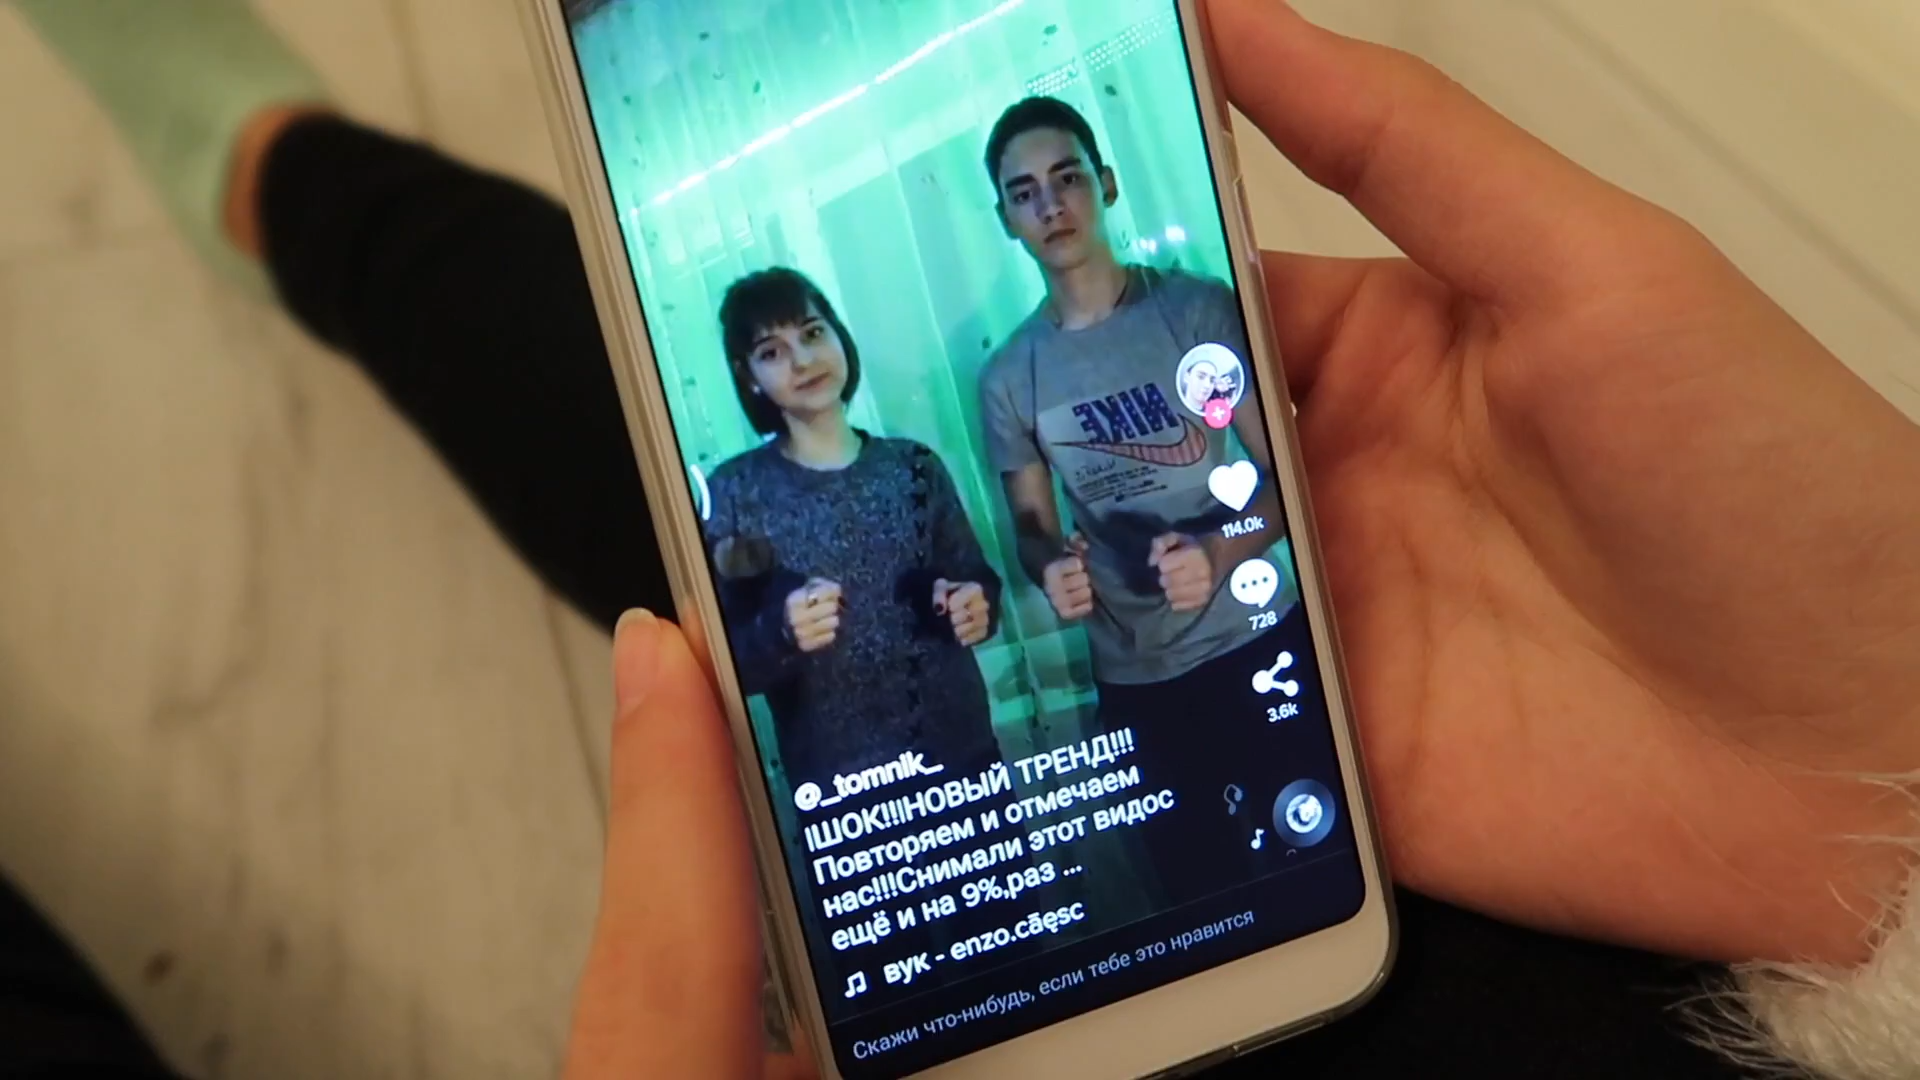 NIKE
114.0k
728
3.6k
@_tomnik_
ШОК!!!НОВЫЙ ТРЕНД!!!
Повторяем и отмечаем
нас!!!Снимали этот видос
ещё и на 9%,раз ...
вук - enzo.cāęsc
Скажи что-нибудь, если тебе это нравится